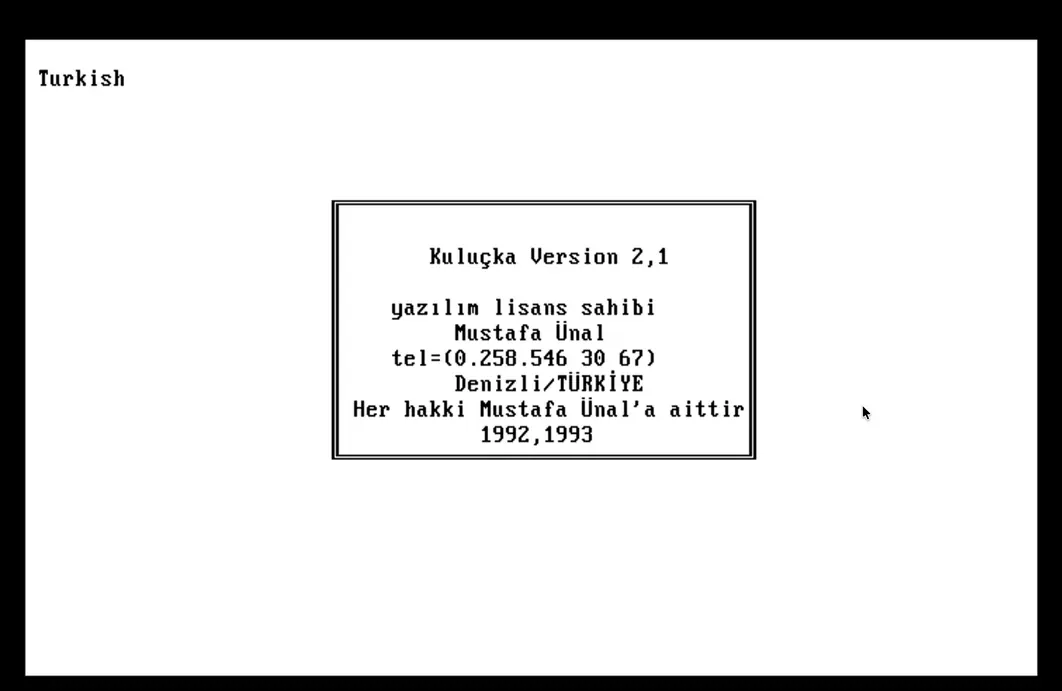 Turkish
Kuluçka Version 2,1
yazılım lisans sahibi
Mustafa Ünal
tel=(0.258.546 30 67)
Denizli/TÜRKİYE
Her hakki Mustafa Ünal'a aittir
1992,1993